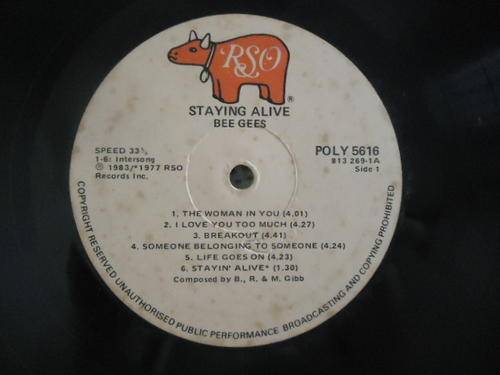 RSO
®
STAYING ALIVE
BEE GEES
SPEED 33⅓
1-6: Intersong
℗ 1983/*1977 RSO
Records Inc.
POLY 5616
813 269-1A
Side 1
1. THE WOMAN IN YOU (4.01)
2. I LOVE YOU TOO MUCH (4.27)
3. BREAKOUT (4.41)
4. SOMEONE BELONGING TO SOMEONE (4.24)
5. LIFE GOES ON (4.23)
6. STAYIN' ALIVE* (1.30)
Composed by B., R. & M. Gibb
COPYRIGHT RESERVED UNAUTHORISED PUBLIC PERFORMANCE BROADCASTING AND COPYING PROHIBITED.